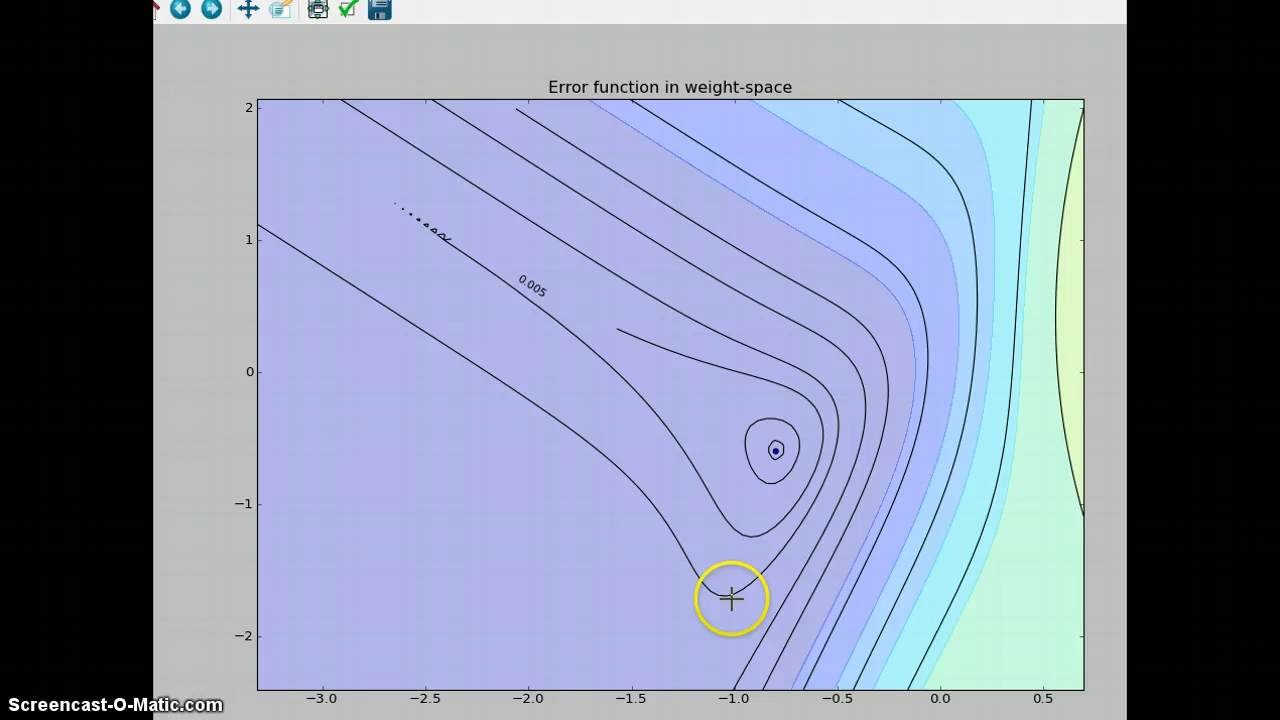 Error function in weight-space
2
1
0
−1
−2
0.005
−3.0 −2.5 −2.0 −1.5 −1.0 −0.5 0.0 0.5
Screencast-O-Matic.com